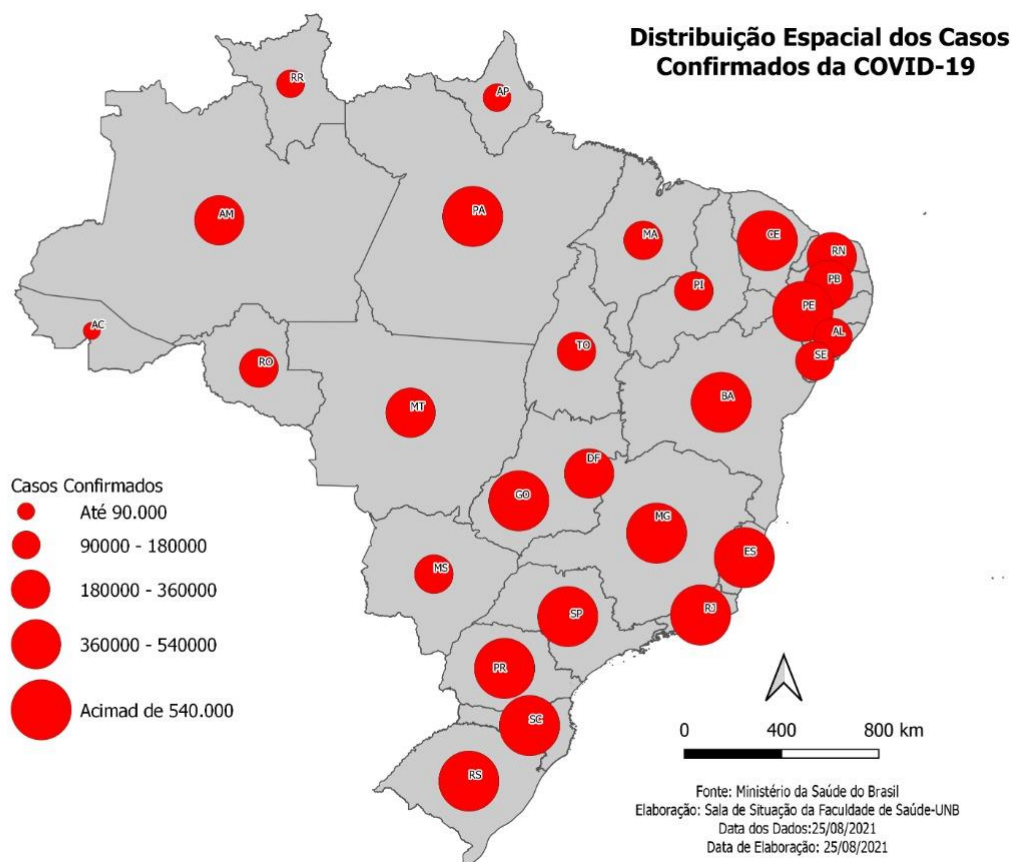 Distribuição Espacial dos Casos
Confirmados da COVID-19
RR
AP
AM
PA
MA
CE
RN
PI
PB
PE
AC
AL
TO
SE
RO
BA
MT
DF
GO
MG
ES
MS
SP
RJ
PR
SC
RS
Casos Confirmados
Até 90.000
90000 - 180000
180000 - 360000
360000 - 540000
Acimad de 540.000
0 400 800 km
Fonte: Ministério da Saúde do Brasil
Elaboração: Sala de Situação da Faculdade de Saúde-UNB
Data dos Dados:25/08/2021
Data de Elaboração: 25/08/2021